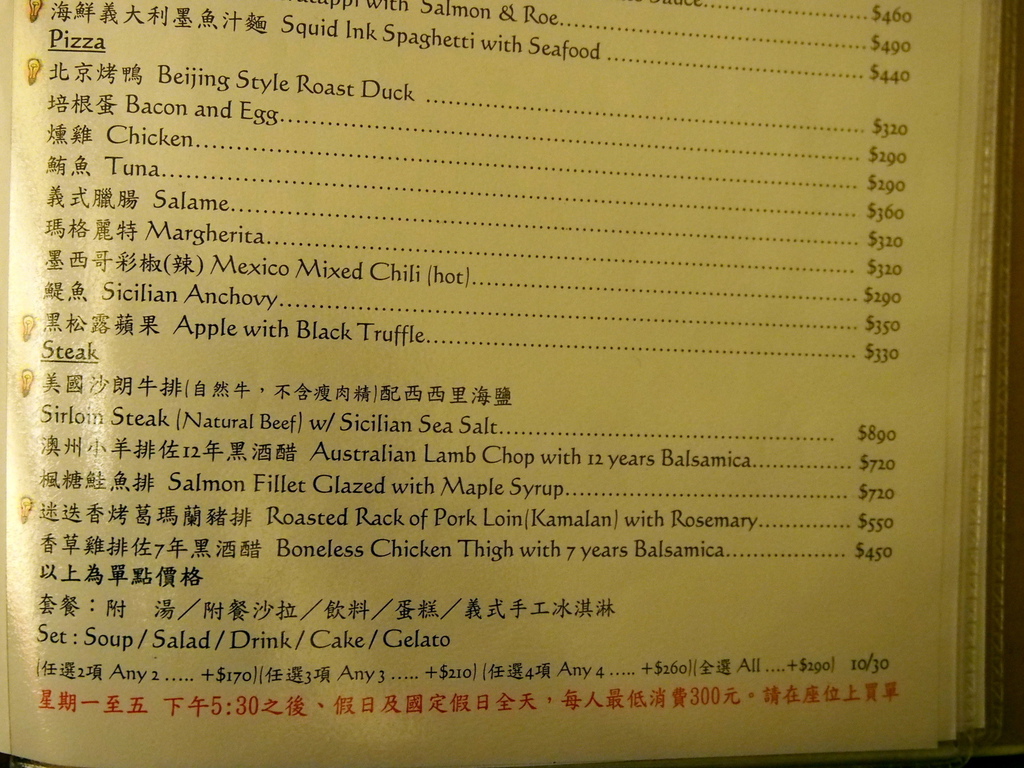 Sauce........$460
with Salmon & Roe........$490
海鮮義大利墨魚汁麵 Squid Ink Spaghetti with Seafood........$440
Pizza
北京烤鴨 Beijing Style Roast Duck........$320
培根蛋 Bacon and Egg........$290
燻雞 Chicken........$290
鮪魚 Tuna........$360
義式臘腸 Salame........$320
瑪格麗特 Margherita........$320
墨西哥彩椒(辣) Mexico Mixed Chili (hot)........$290
鯷魚 Sicilian Anchovy........$350
黑松露蘋果 Apple with Black Truffle........$330
Steak
美國沙朗牛排(自然牛，不含瘦肉精)配西西里海鹽
Sirloin Steak (Natural Beef) w/ Sicilian Sea Salt........$890
澳州小羊排佐12年黑酒醋 Australian Lamb Chop with 12 years Balsamica........$720
楓糖鮭魚排 Salmon Fillet Glazed with Maple Syrup........$720
迷迭香烤葛瑪蘭豬排 Roasted Rack of Pork Loin(Kamalan) with Rosemary........$550
香草雞排佐7年黑酒醋 Boneless Chicken Thigh with 7 years Balsamica........$450
以上為單點價格
套餐：附 湯／附餐沙拉／飲料／蛋糕／義式手工冰淇淋
Set : Soup / Salad / Drink / Cake / Gelato
(任選2項 Any 2 ..... +$170)(任選3項 Any 3 ..... +$210) (任選4項 Any 4 ..... +$260)(全選 All ....+$290) 10/30
星期一至五 下午5:30之後、假日及國定假日全天，每人最低消費300元。請在座位上買單